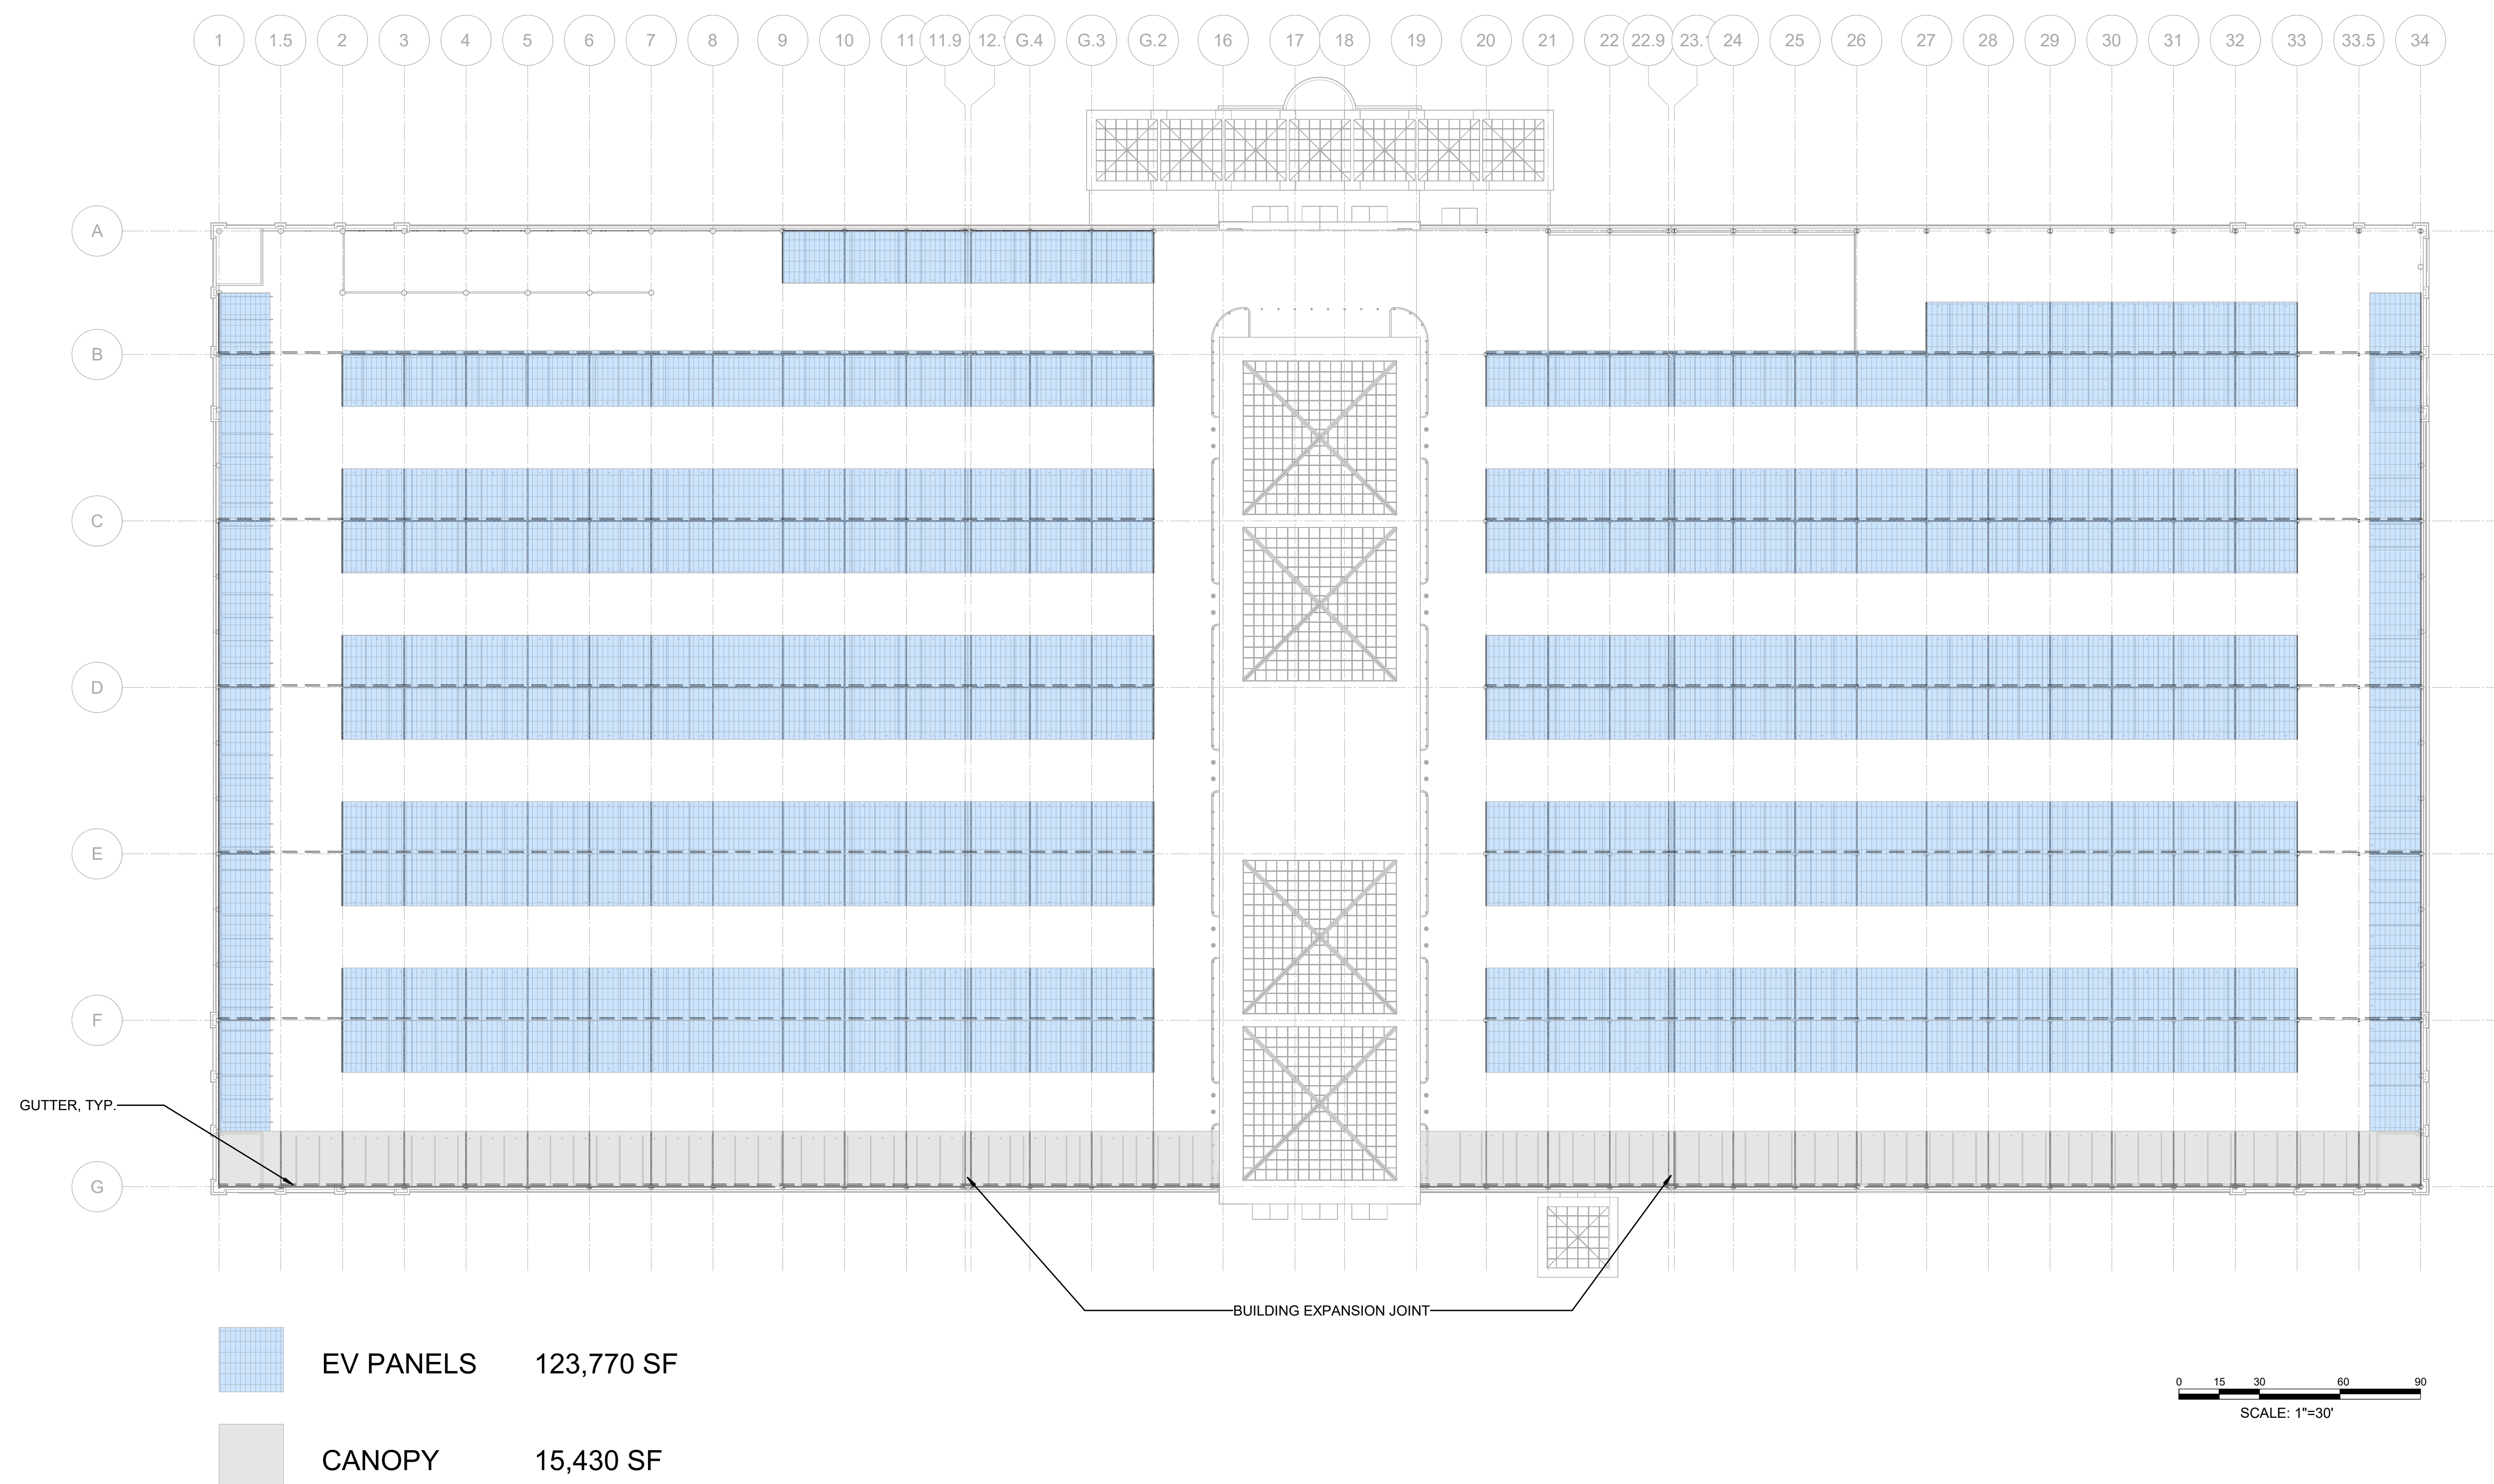 1 1.5 2 3 4 5 6 7 8 9 10 11 11.9 12. G.4 G.3 G.2 16 17 18 19 20 21 22 22.9 23. 24 25 26 27 28 29 30 31 32 33 33.5 34
A
B
C
D
E
F
GUTTER, TYP.
G
BUILDING EXPANSION JOINT
EV PANELS 123,770 SF
0 15 30 60 90
SCALE: 1"=30'
CANOPY 15,430 SF